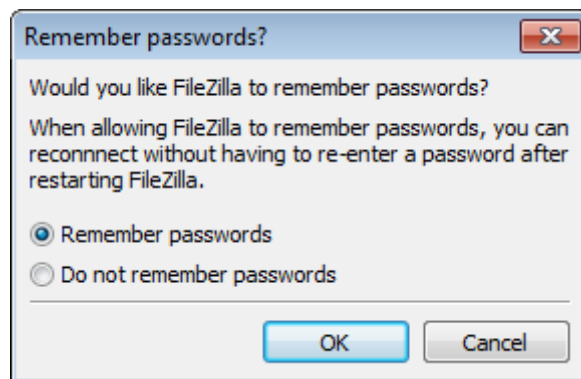 Remember passwords?
Would you like FileZilla to remember passwords?
When allowing FileZilla to remember passwords, you can
reconnnect without having to re-enter a password after
restarting FileZilla.
Remember passwords
Do not remember passwords
OK Cancel